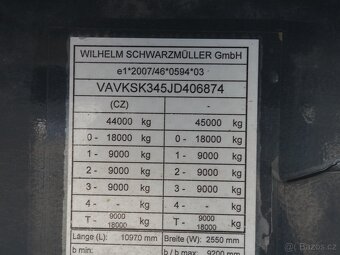 WILHELM SCHWARZMÜLLER GmbH
e1*2007/46*0594*03
VAVKSK345JD406874
(CZ) -
44000 kg 45000 kg
0 - 18000 kg 0 - 18000 kg
1 - 9000 kg 1 - 9000 kg
2 - 9000 kg 2 - 9000 kg
3 - 9000 kg 3 - 9000 kg
4 - - kg 4 - - kg
T - 9000 18000 kg T - 9000 18000 kg
Länge (L): 10970 mm Breite (W): 2550 mm
b min: b max: 9200 mm
Bazoš.cz